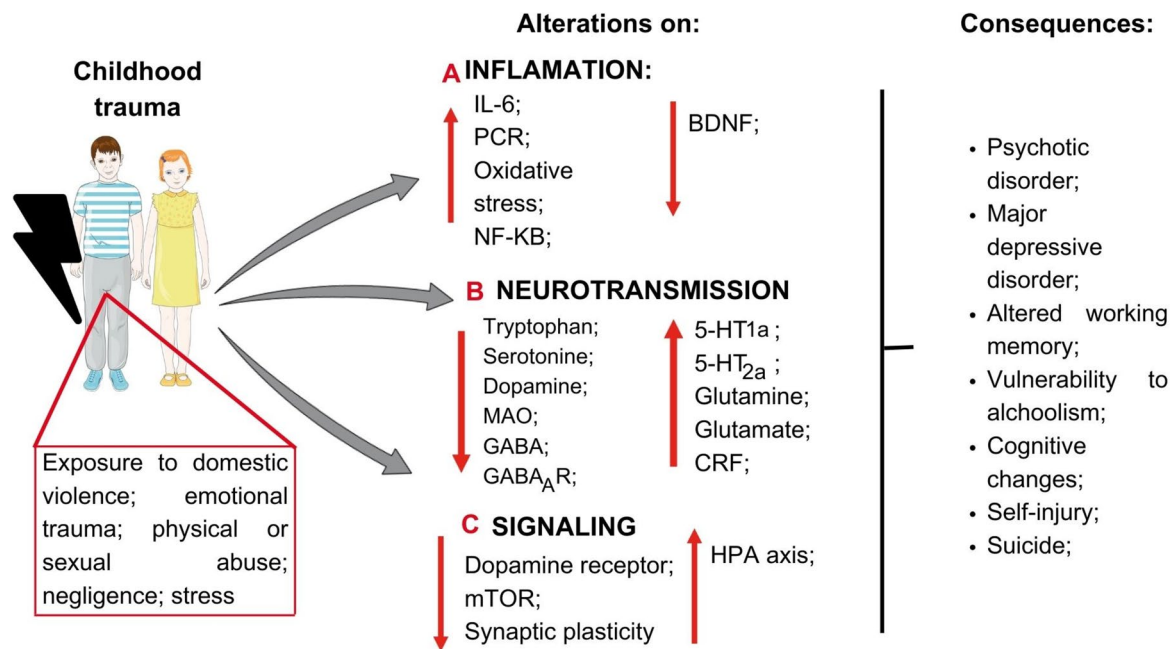 Alterations on:
Consequences:
Childhood
trauma
A INFLAMATION:
IL-6;
PCR;
Oxidative
stress;
NF-KB;
BDNF;
B NEUROTRANSMISSION
Tryptophan;
Serotonine;
Dopamine;
MAO;
GABA;
GABAAR;
5-HT1a ;
5-HT2a ;
Glutamine;
Glutamate;
CRF;
C SIGNALING
Dopamine receptor;
mTOR;
Synaptic plasticity
HPA axis;
Exposure to domestic
violence; emotional
trauma; physical or
sexual abuse;
negligence; stress
• Psychotic
disorder;
• Major
depressive
disorder;
• Altered working
memory;
• Vulnerability to
alchoolism;
• Cognitive
changes;
• Self-injury;
• Suicide;